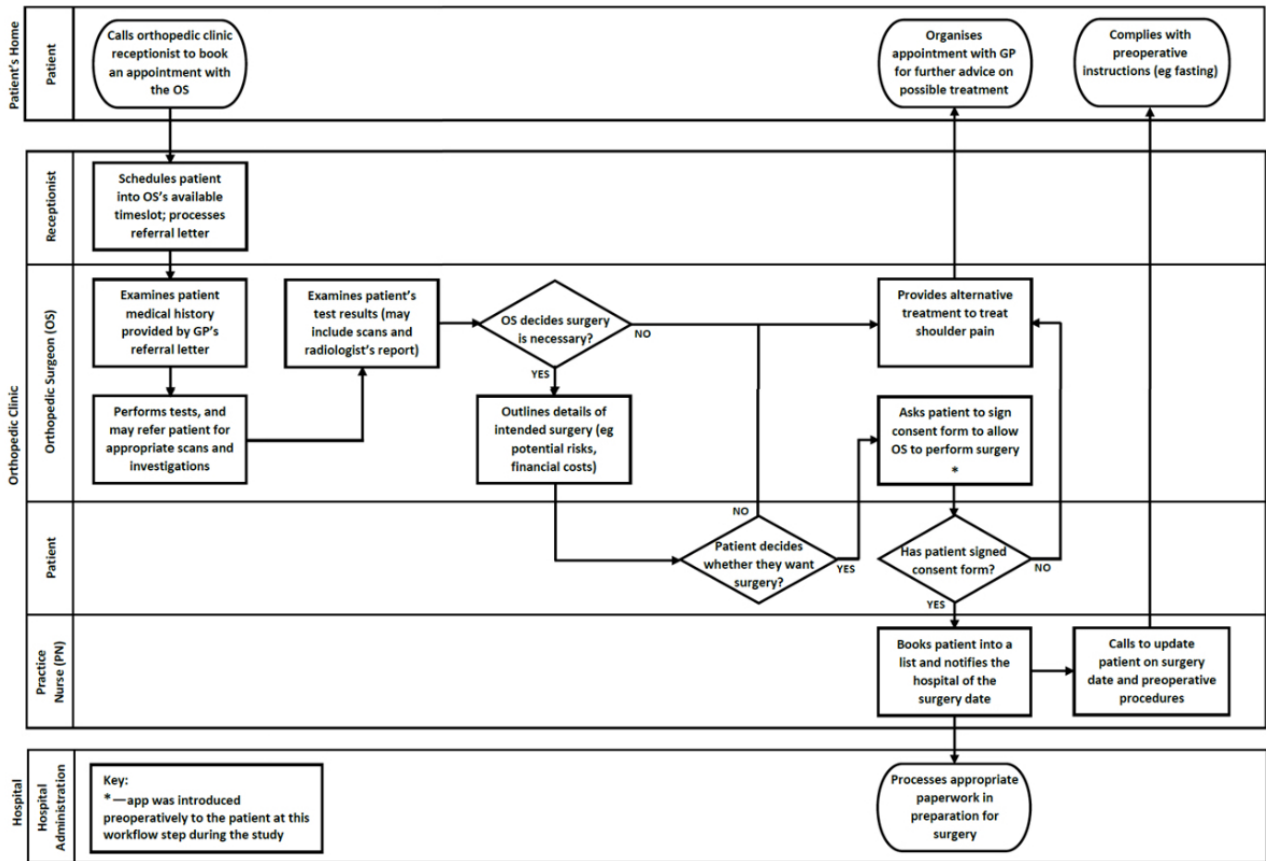 Patient's Home
Patient
Calls orthopedic clinic
receptionist to book
an appointment with
the OS
Organises
appointment with GP
for further advice on
possible treatment
Complies with
preoperative
instructions (eg fasting)
Orthopedic Clinic
Receptionist
Schedules patient
into OS's available
timeslot; processes
referral letter
Orthopedic Surgeon (OS)
Examines patient
medical history
provided by GP's
referral letter
Examines patient's
test results (may
include scans and
radiologist's report)
OS decides surgery
is necessary?
NO
YES
Provides alternative
treatment to treat
shoulder pain
Performs tests, and
may refer patient for
appropriate scans and
investigations
Outlines details of
intended surgery (eg
potential risks,
financial costs)
Asks patient to sign
consent form to allow
OS to perform surgery
*
Patient
NO
Patient decides
whether they want
surgery?
YES
Has patient signed
consent form?
NO
YES
Practice
Nurse (PN)
Books patient into a
list and notifies the
hospital of the
surgery date
Calls to update
patient on surgery
date and preoperative
procedures
Hospital
Hospital
Administration
Key:
*—app was introduced
preoperatively to the patient at this
workflow step during the study
Processes appropriate
paperwork in
preparation for
surgery